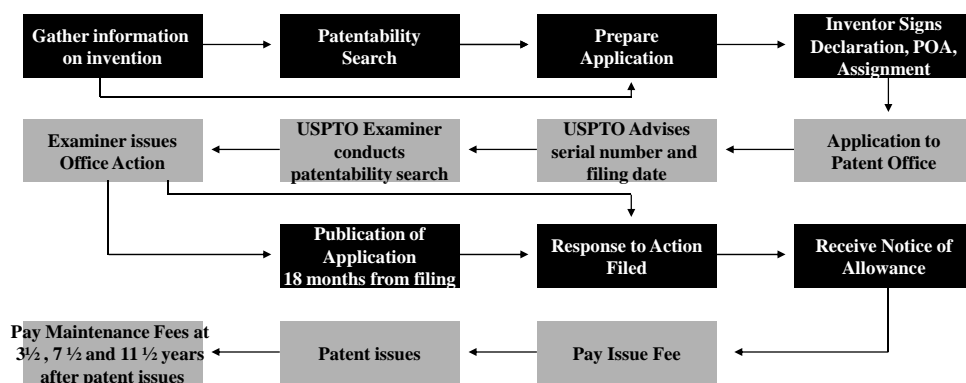 Gather information
on invention
Patentability
Search
Prepare
Application
Inventor Signs
Declaration, POA,
Assignment
Examiner issues
Office Action
USPTO Examiner
conducts
patentability search
USPTO Advises
serial number and
filing date
Application to
Patent Office
Publication of
Application
18 months from filing
Response to Action
Filed
Receive Notice of
Allowance
Pay Maintenance Fees at
3½ , 7 ½ and 11 ½ years
after patent issues
Patent issues
Pay Issue Fee